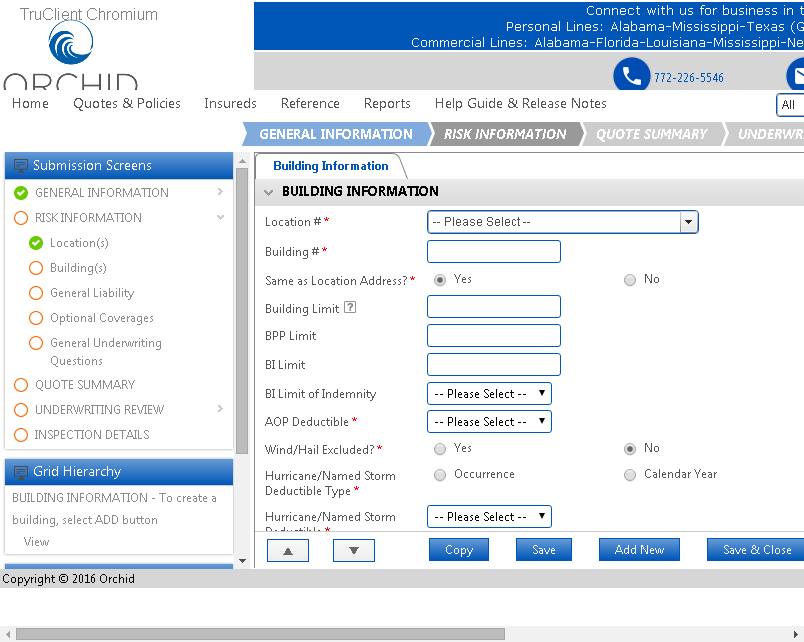 TruClient Chromium
ORCHID
Connect with us for business in t
Personal Lines: Alabama-Mississippi-Texas (G
Commercial Lines: Alabama-Florida-Louisiana-Mississippi-Ne
772-226-5546
Home Quotes & Policies Insureds Reference Reports Help Guide & Release Notes All
GENERAL INFORMATION RISK INFORMATION QUOTE SUMMARY UNDERWR
Submission Screens
GENERAL INFORMATION
RISK INFORMATION
Location(s)
Building(s)
General Liability
Optional Coverages
General Underwriting
Questions
QUOTE SUMMARY
UNDERWRITING REVIEW
INSPECTION DETAILS
Grid Hierarchy
BUILDING INFORMATION - To create a
building, select ADD button
View
Building Information
BUILDING INFORMATION
Location #* -- Please Select --
Building #*
Same as Location Address?* Yes No
Building Limit ?
BPP Limit
BI Limit
BI Limit of Indemnity -- Please Select --
AOP Deductible * -- Please Select --
Wind/Hail Excluded?* Yes No
Hurricane/Named Storm
Deductible Type * Occurrence Calendar Year
Hurricane/Named Storm
Deductible * -- Please Select --
Copy Save Add New Save & Close
Copyright © 2016 Orchid